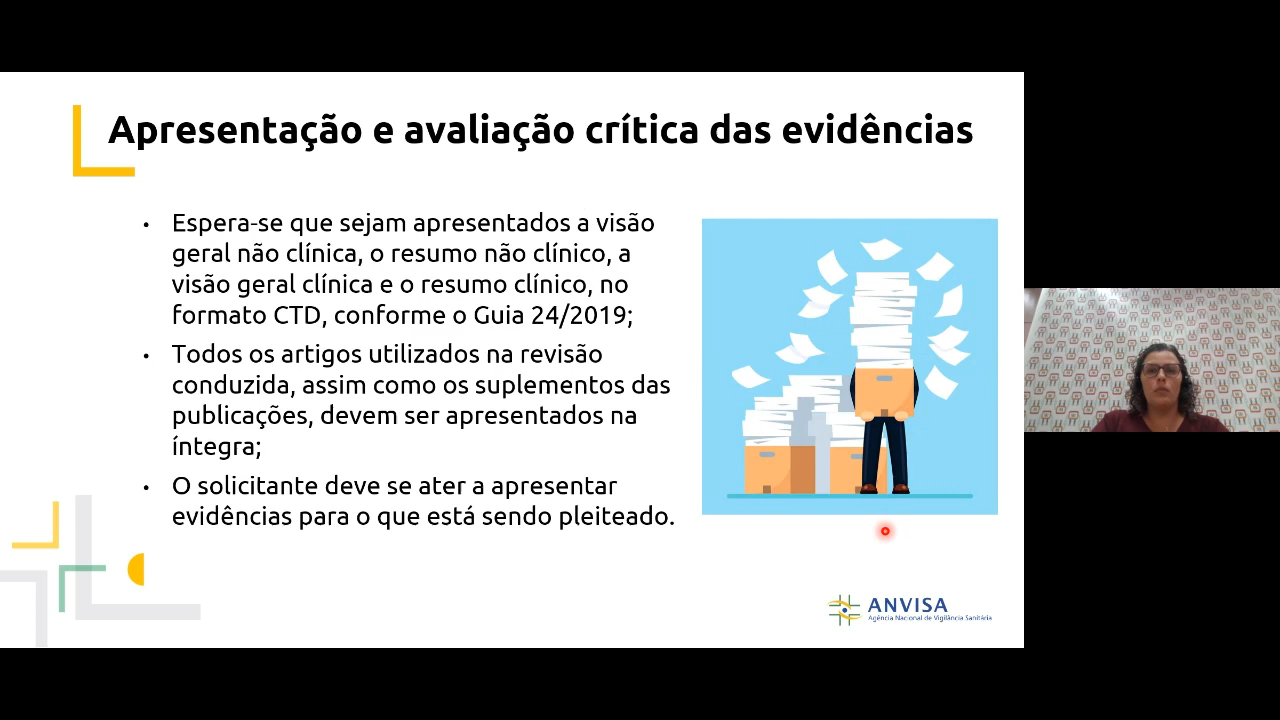 Apresentação e avaliação crítica das evidências
• Espera-se que sejam apresentados a visão
geral não clínica, o resumo não clínico, a
visão geral clínica e o resumo clínico, no
formato CTD, conforme o Guia 24/2019;
• Todos os artigos utilizados na revisão
conduzida, assim como os suplementos das
publicações, devem ser apresentados na
íntegra;
• O solicitante deve se ater a apresentar
evidências para o que está sendo pleiteado.
ANVISA
Agência Nacional de Vigilância Sanitária